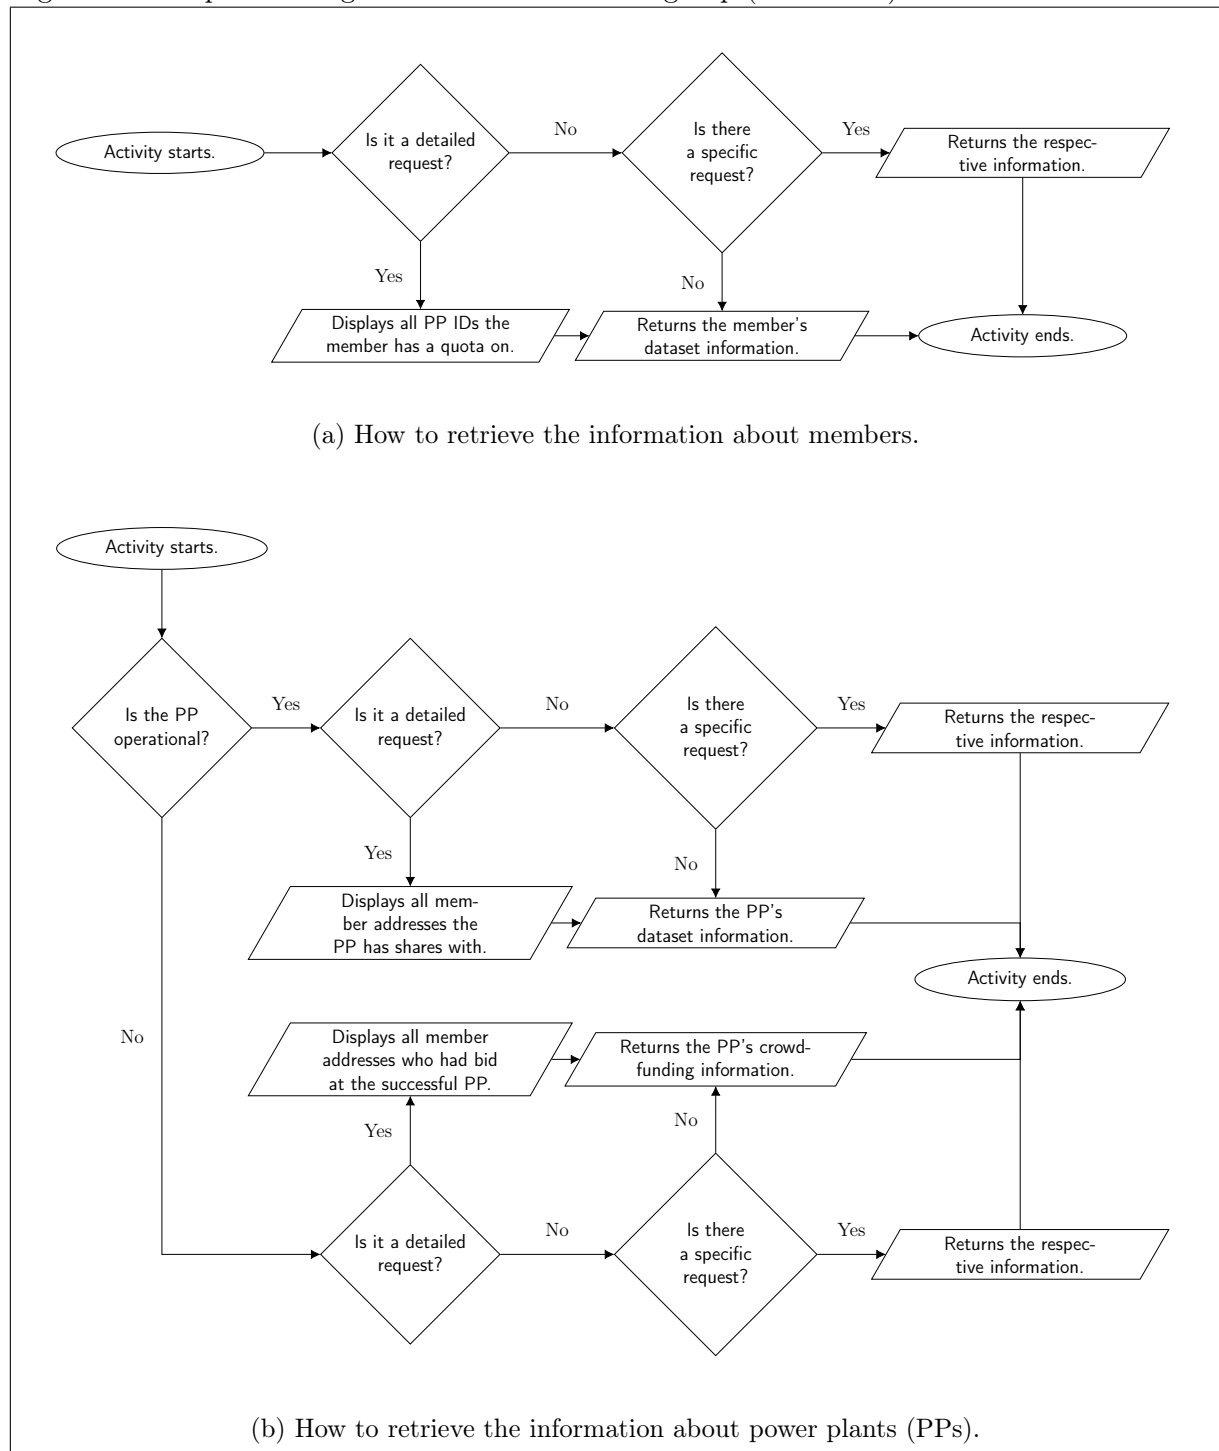 Activity starts.
Is it a detailed
request?
No
Is there
a specific
request?
Yes
Returns the respec-
tive information.
Yes
No
Displays all PP IDs the
member has a quota on.
Returns the member's
dataset information.
Activity ends.
(a) How to retrieve the information about members.
Activity starts.
Is the PP
operational?
Yes
Is it a detailed
request?
No
Is there
a specific
request?
Yes
Returns the respec-
tive information.
Yes
No
Displays all mem-
ber addresses the
PP has shares with.
Returns the PP's
dataset information.
Activity ends.
No
Displays all member
addresses who had bid
at the successful PP.
Returns the PP's crowd-
funding information.
Yes
No
Is it a detailed
request?
No
Is there
a specific
request?
Yes
Returns the respec-
tive information.
(b) How to retrieve the information about power plants (PPs).